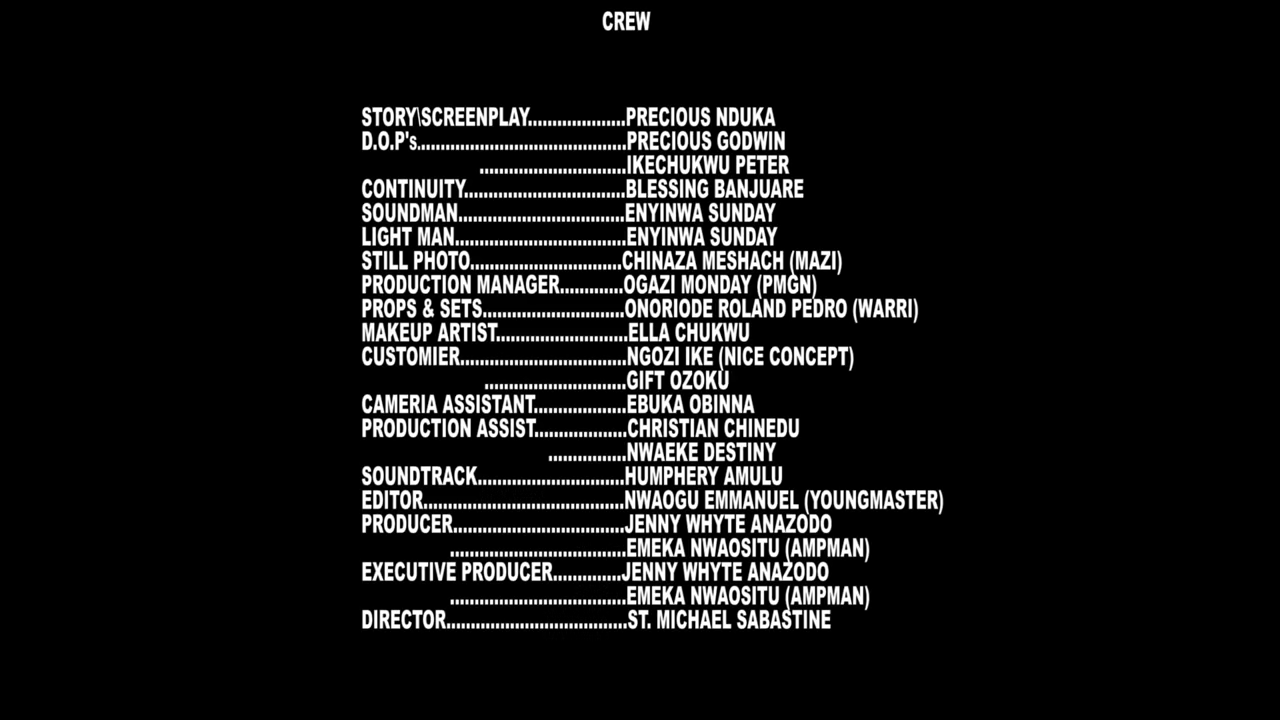 CREW
STORY\SCREENPLAY....................PRECIOUS NDUKA
D.O.P's...........................................PRECIOUS GODWIN
..............................IKECHUKWU PETER
CONTINUITY.................................BLESSING BANJUARE
SOUNDMAN..................................ENYINWA SUNDAY
LIGHT MAN...................................ENYINWA SUNDAY
STILL PHOTO...............................CHINAZA MESHACH (MAZI)
PRODUCTION MANAGER.............OGAZI MONDAY (PMGN)
PROPS & SETS.............................ONORIODE ROLAND PEDRO (WARRI)
MAKEUP ARTIST...........................ELLA CHUKWU
CUSTOMIER..................................NGOZI IKE (NICE CONCEPT)
.............................GIFT OZOKU
CAMERIA ASSISTANT...................EBUKA OBINNA
PRODUCTION ASSIST...................CHRISTIAN CHINEDU
................NWAEKE DESTINY
SOUNDTRACK..............................HUMPHERY AMULU
EDITOR.........................................NWAOGU EMMANUEL (YOUNGMASTER)
PRODUCER...................................JENNY WHYTE ANAZODO
....................................EMEKA NWAOSITU (AMPMAN)
EXECUTIVE PRODUCER..............JENNY WHYTE ANAZODO
....................................EMEKA NWAOSITU (AMPMAN)
DIRECTOR.....................................ST. MICHAEL SABASTINE